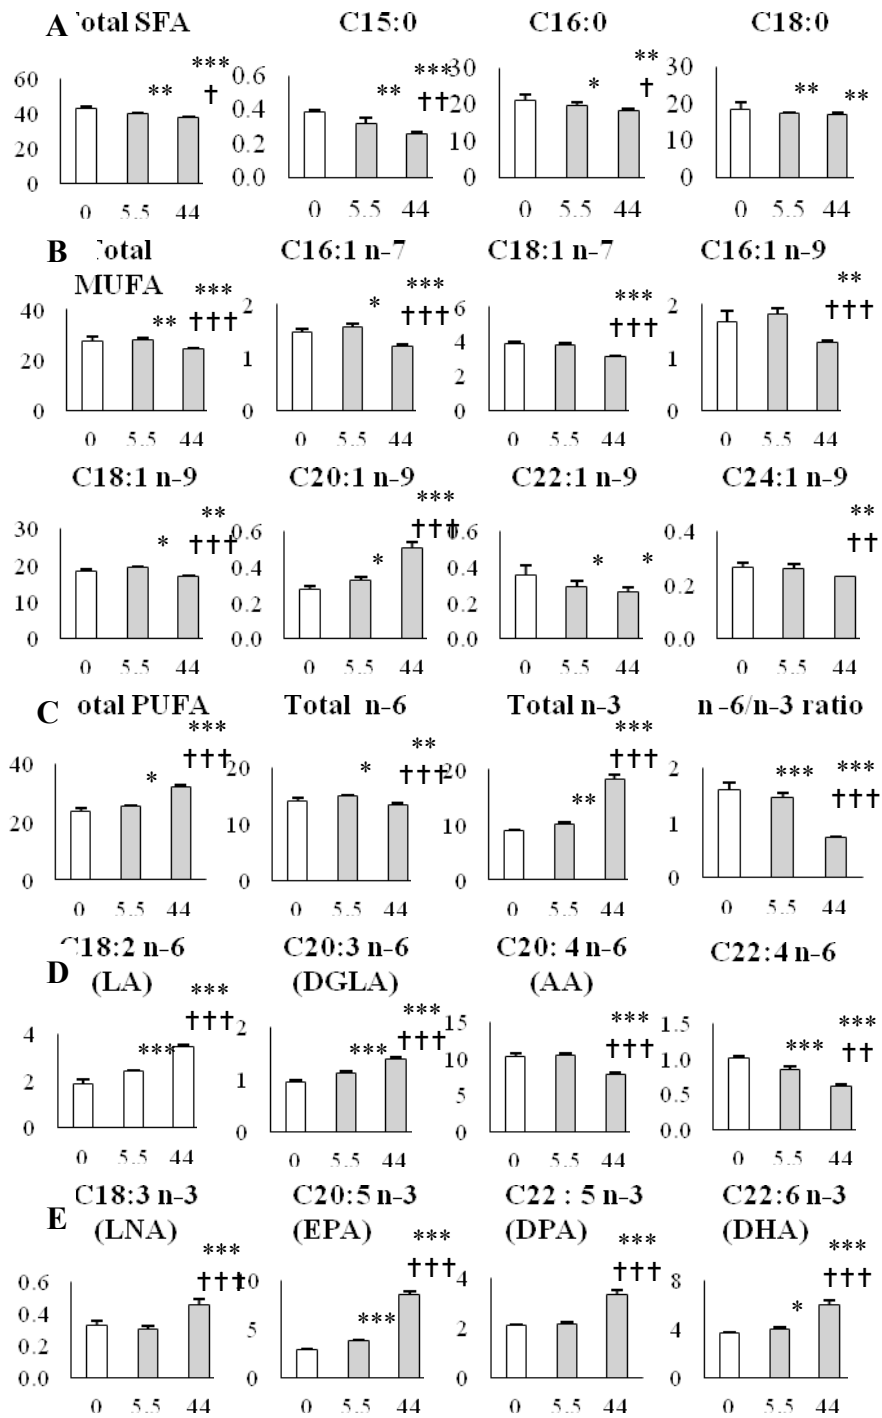 A otal SFA C15:0 C16:0 C18:0
*** ** *** ** ** * ** **
† †† †
60 40 20 0
0.6 0.4 0.2 0.0
30 20 10 0
30 20 10 0
0 5.5 44 0 5.5 44 0 5.5 44 0 5.5 44
B otal MUFA C16:1 n-7 C18:1 n-7 C16:1 n-9
** *** * *** *** **
††† ††† ††† †††
40 20 0
2 1 0
6 4 2 0
2 1 0
0 5.5 44 0 5.5 44 0 5.5 44 0 5.5 44
C18:1 n-9 C20:1 n-9 C22:1 n-9 C24:1 n-9
* ** * *** * * **
††† ††† ††
30 20 10 0
0.6 0.4 0.2 0.0
0.6 0.4 0.2 0.0
0.4 0.2 0.0
0 5.5 44 0 5.5 44 0 5.5 44 0 5.5 44
C otal PUFA Total n-6 Total n-3 n-6/n-3 ratio
* *** * ** ** *** *** ***
††† ††† ††† †††
40 20 0
20 10 0
20 10 0
2 1 0
0 5.5 44 0 5.5 44 0 5.5 44 0 5.5 44
D
C18:2 n-6 C20:3 n-6 C20:4 n-6 C22:4 n-6
(LA) (DGLA) (AA)
*** *** *** *** *** *** ***
††† ††† ††† ††
4 2 0
2 1 0
15 10 5 0
1.5 1.0 0.5 0.0
0 5.5 44 0 5.5 44 0 5.5 44 0 5.5 44
E
C18:3 n-3 C20:5 n-3 C22:5 n-3 C22:6 n-3
(LNA) (EPA) (DPA) (DHA)
*** *** *** *** * ***
††† ††† ††† †††
0.6 0.4 0.2 0.0
10 5 0
4 2 0
8 4 0
0 5.5 44 0 5.5 44 0 5.5 44 0 5.5 44